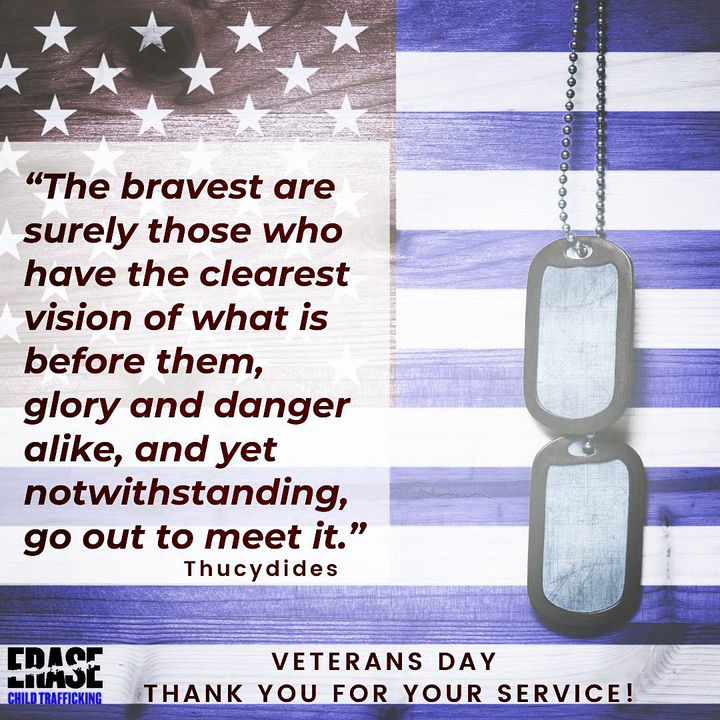 “The bravest are
surely those who
have the clearest
vision of what is
before them,
glory and danger
alike, and yet
notwithstanding,
go out to meet it.”
Thucydides
ERASE
CHILD TRAFFICKING
VETERANS DAY
THANK YOU FOR YOUR SERVICE!